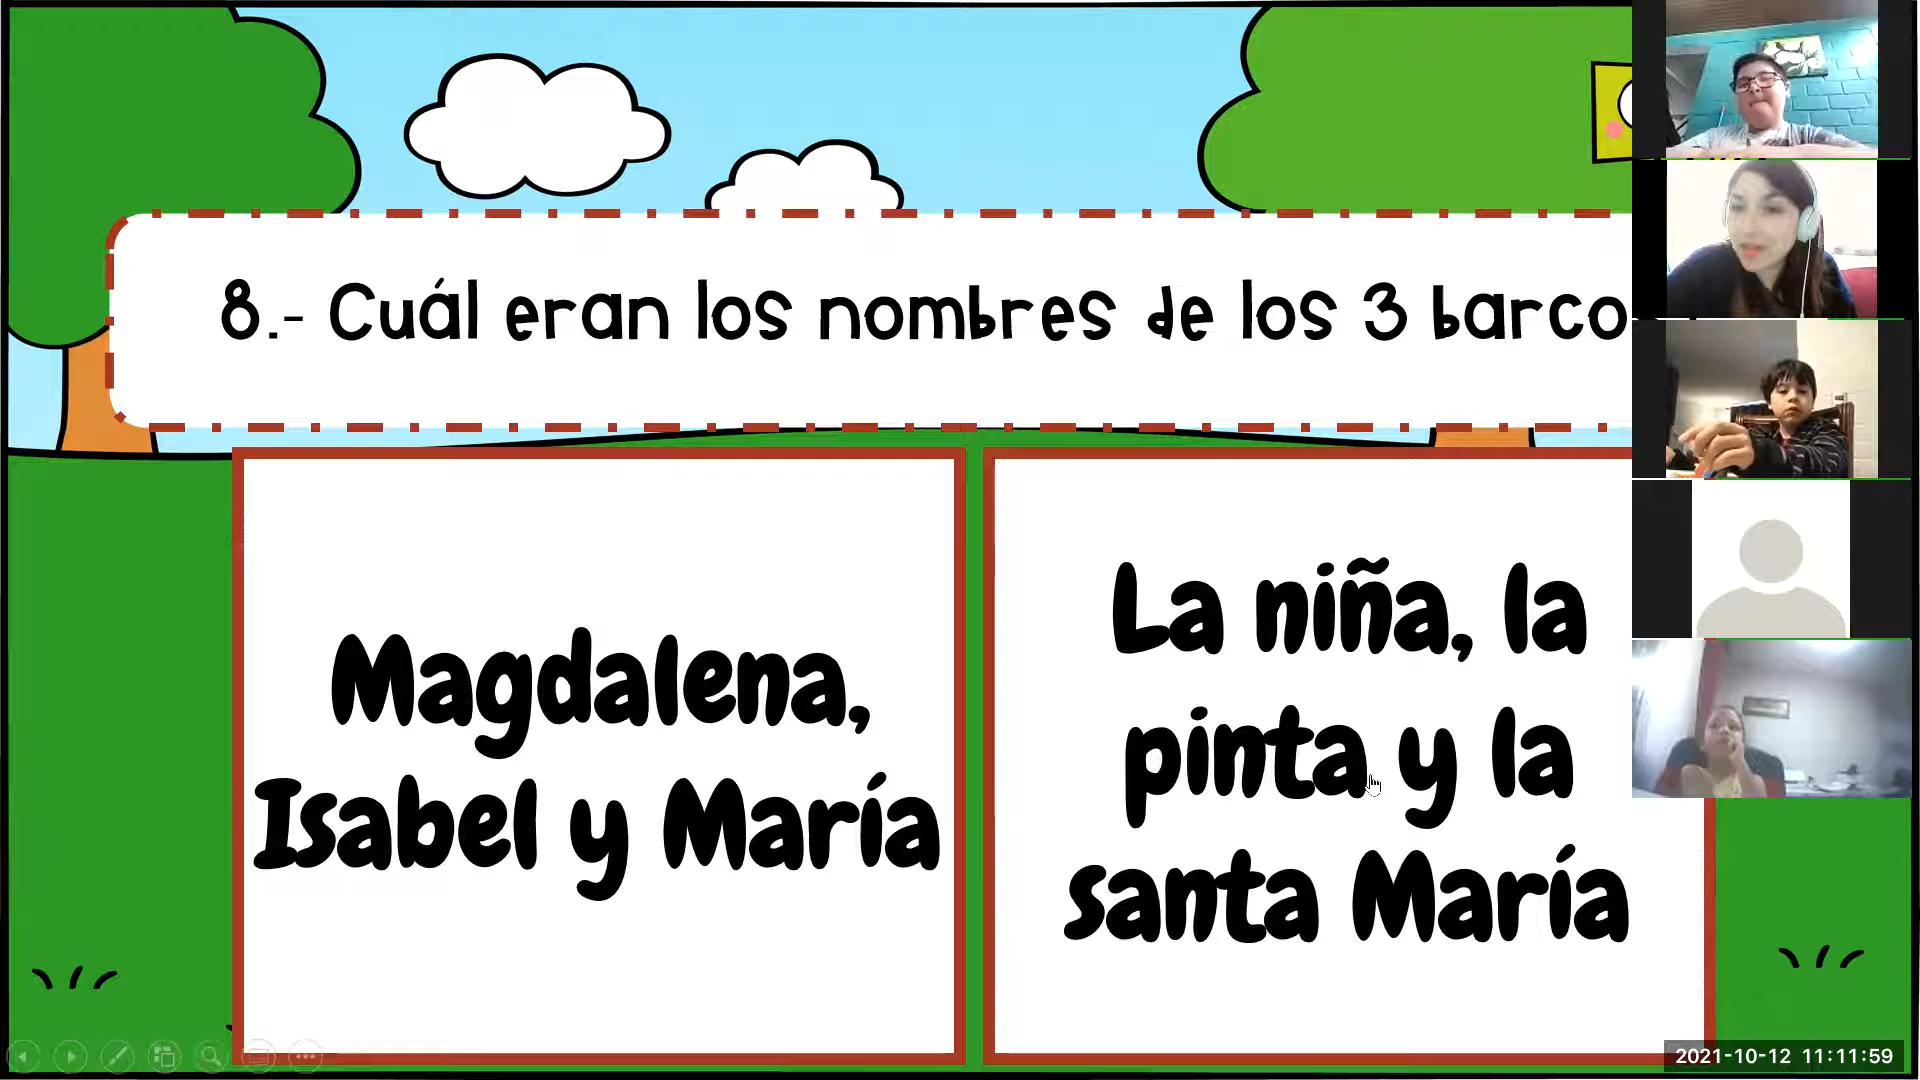 8.- Cuál eran los nombres de los 3 barco
Magdalena,
Isabel y María
La niña, la
pinta y la
santa María
2021-10-12 11:11:59